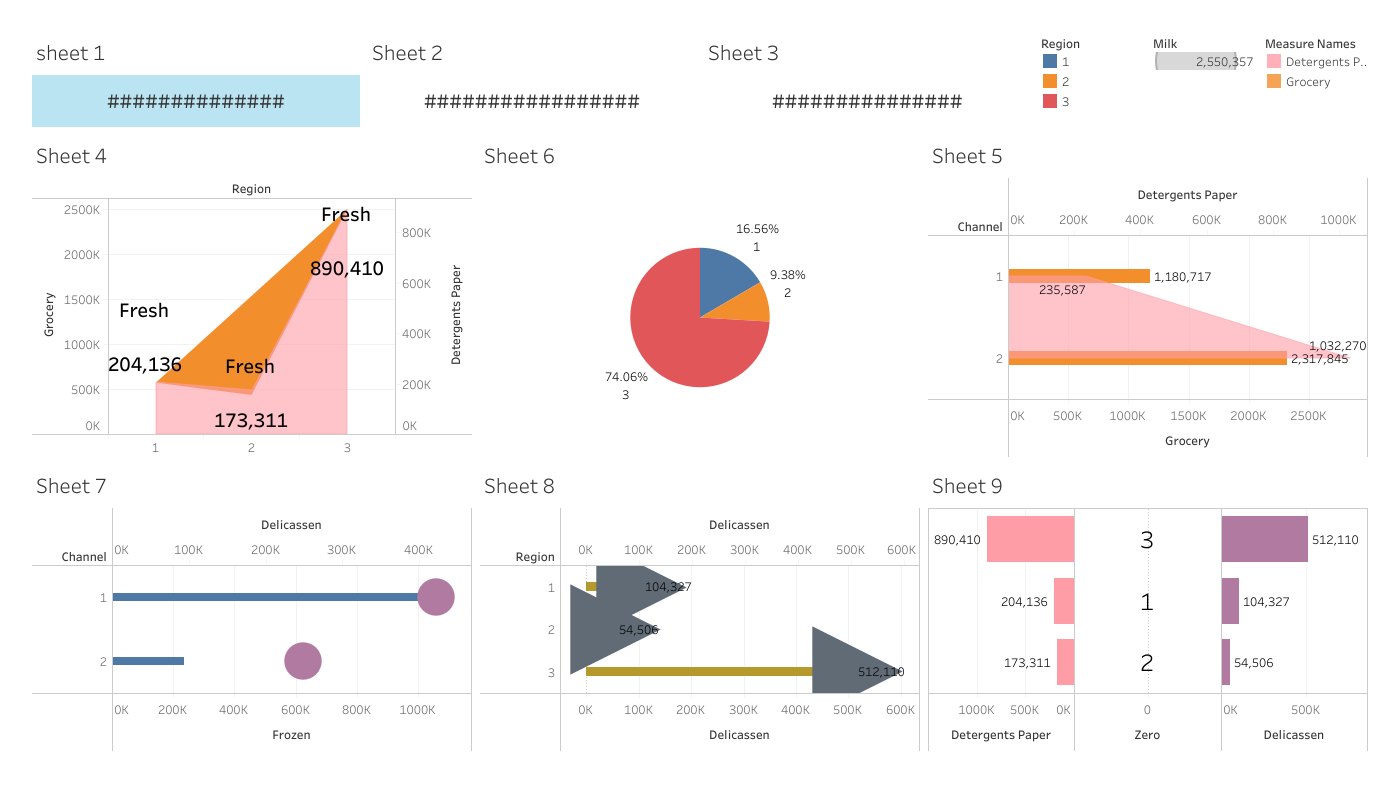 sheet 1
Sheet 2
Sheet 3
Region
1
2
3
Milk
2,550,357
Measure Names
Detergents P..
Grocery
##############
#################
###############
Sheet 4
Region
2500K
2000K
1500K
1000K
500K
0K
Grocery
Fresh
890,410
Fresh
204,136
Fresh
173,311
800K
600K
400K
200K
0K
Detergents Paper
1 2 3
Sheet 6
16.56%
1
9.38%
2
74.06%
3
Sheet 5
Detergents Paper
Channel
0K 200K 400K 600K 800K 1000K
1
1,180,717
235,587
1,032,270
2
2,317,845
0K 500K 1000K 1500K 2000K 2500K
Grocery
Sheet 7
Delicassen
Channel
0K 100K 200K 300K 400K
1
2
0K 200K 400K 600K 800K 1000K
Frozen
Sheet 8
Delicassen
Region
0K 100K 200K 300K 400K 500K 600K
1
104,327
2
54,506
3
512,110
0K 100K 200K 300K 400K 500K 600K
Delicassen
Sheet 9
890,410 3 512,110
204,136 1 104,327
173,311 2 54,506
1000K 500K 0K 0 0K 500K
Detergents Paper Zero Delicassen